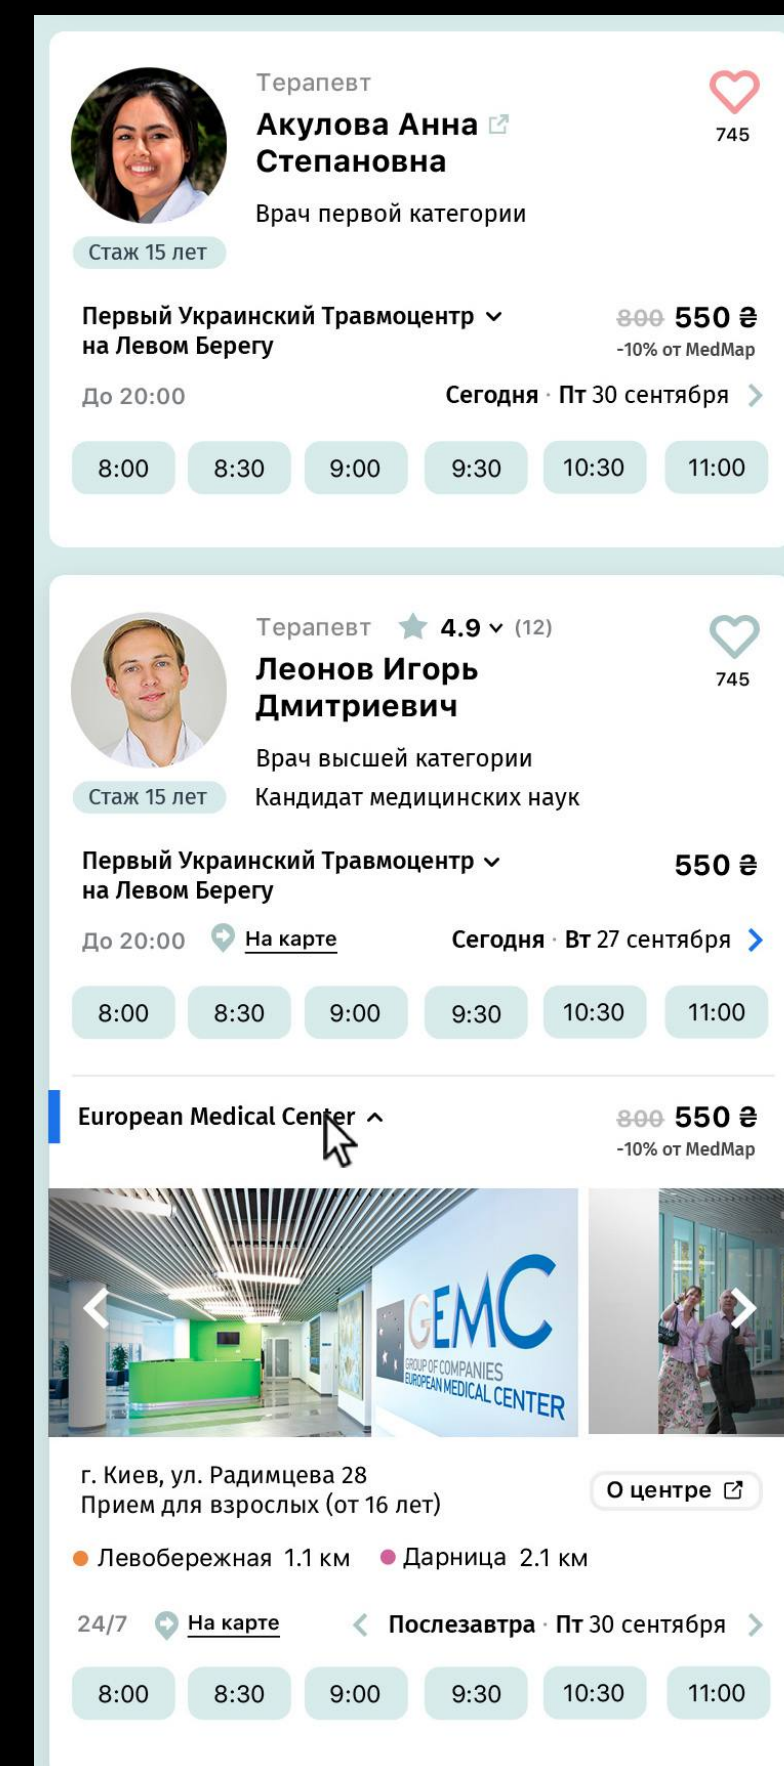 Терапевт
Акулова Анна
Степановна
745
Врач первой категории
Стаж 15 лет
Первый Украинский Травмоцентр
на Левом Берегу
800 550 ₴
-10% от MedMap
До 20:00
Сегодня · Пт 30 сентября
8:00 8:30 9:00 9:30 10:30 11:00
Терапевт 4.9 (12)
Леонов Игорь
Дмитриевич
745
Врач высшей категории
Стаж 15 лет
Кандидат медицинских наук
Первый Украинский Травмоцентр
на Левом Берегу
550 ₴
До 20:00 На карте
Сегодня · Вт 27 сентября
8:00 8:30 9:00 9:30 10:30 11:00
European Medical Center
800 550 ₴
-10% от MedMap
GEMC
GROUP OF COMPANIES
EUROPEAN MEDICAL CENTER
г. Киев, ул. Радимцева 28
Прием для взрослых (от 16 лет)
О центре
Левобережная 1.1 км Дарница 2.1 км
24/7 На карте
Послезавтра · Пт 30 сентября
8:00 8:30 9:00 9:30 10:30 11:00